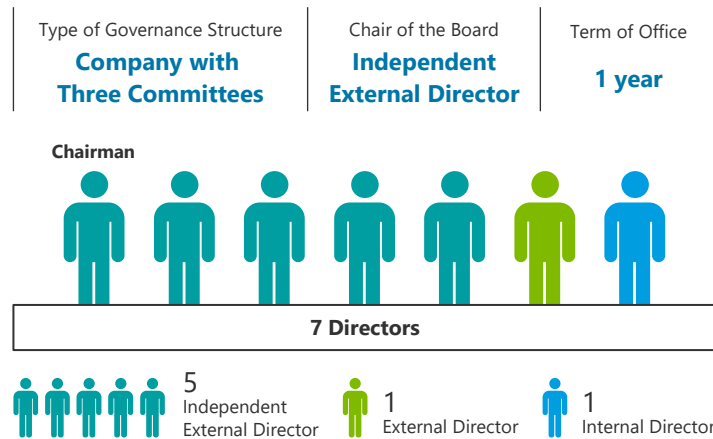 Type of Governance Structure
Company with
Three Committees
Chair of the Board
Independent
External Director
Term of Office
1 year
Chairman
7 Directors
5
Independent
External Director
1
External Director
1
Internal Director